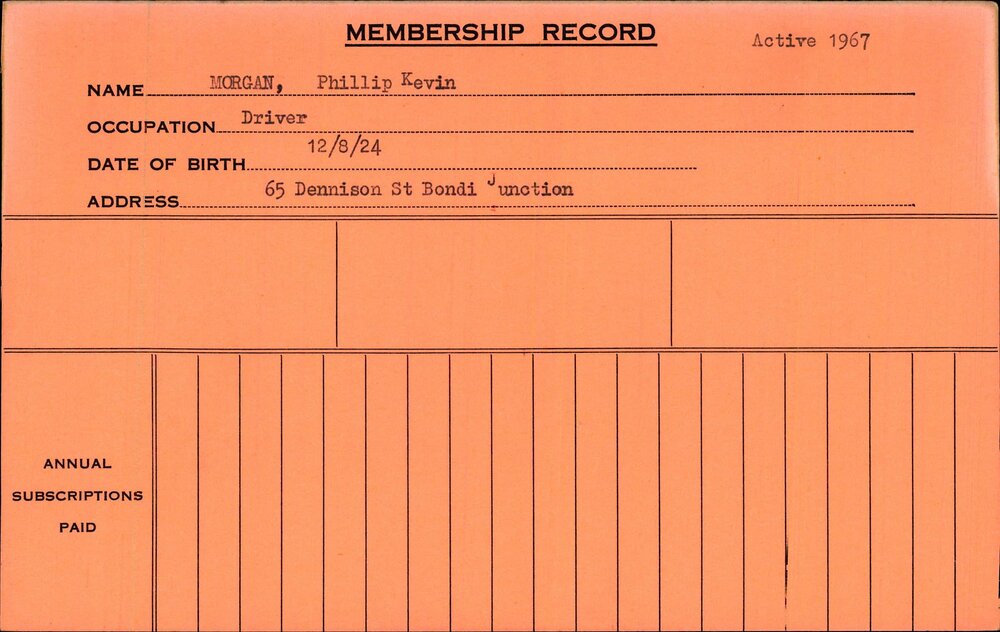 MEMBERSHIP RECORD
Active 1967
NAME MORGAN, Phillip Kevin
OCCUPATION Driver
DATE OF BIRTH 12/8/24
ADDRESS 65 Dennison St Bondi Junction
ANNUAL
SUBSCRIPTIONS
PAID